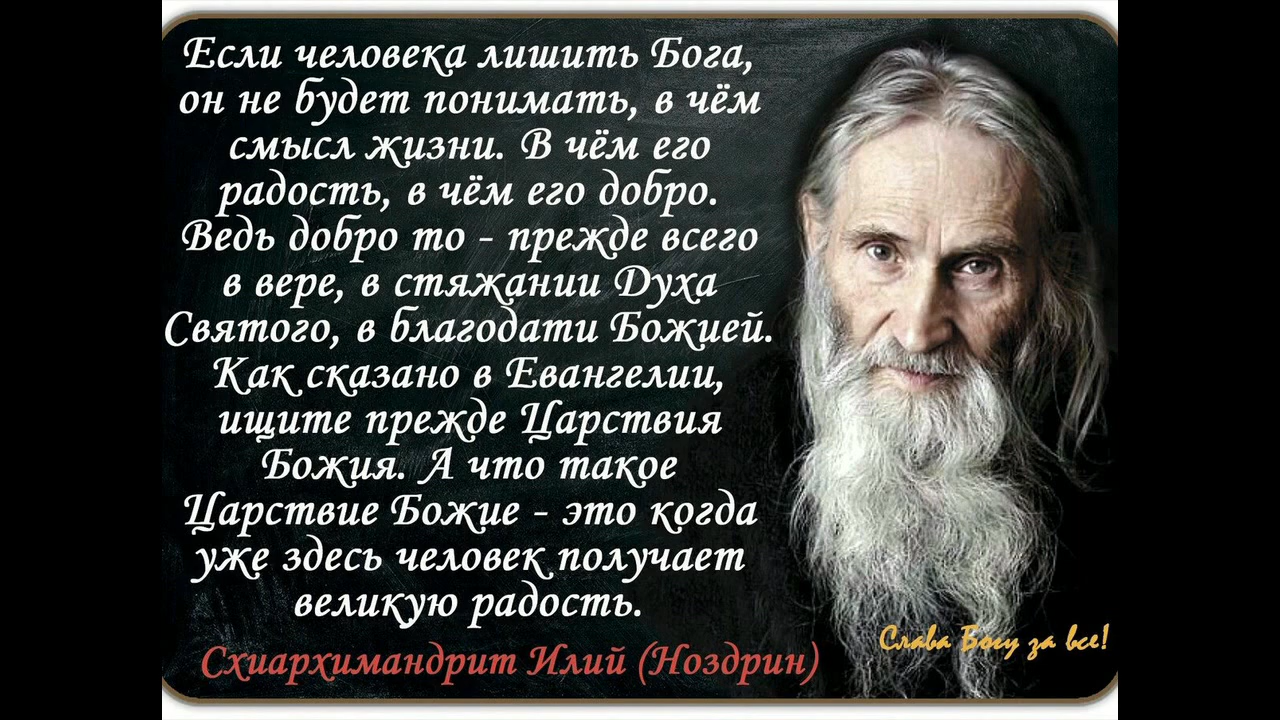 Если человека лишить Бога,
он не будет понимать, в чём
смысл жизни. В чём его
радость, в чём его добро.
Ведь добро то - прежде всего
в вере, в стяжании Духа
Святого, в благодати Божией.
Как сказано в Евангелии,
ищите прежде Царствия
Божия. А что такое
Царствие Божие - это когда
уже здесь человек получает
великую радость.
Схиархимандрит Илий (Ноздрин)
Слава Богу за все!